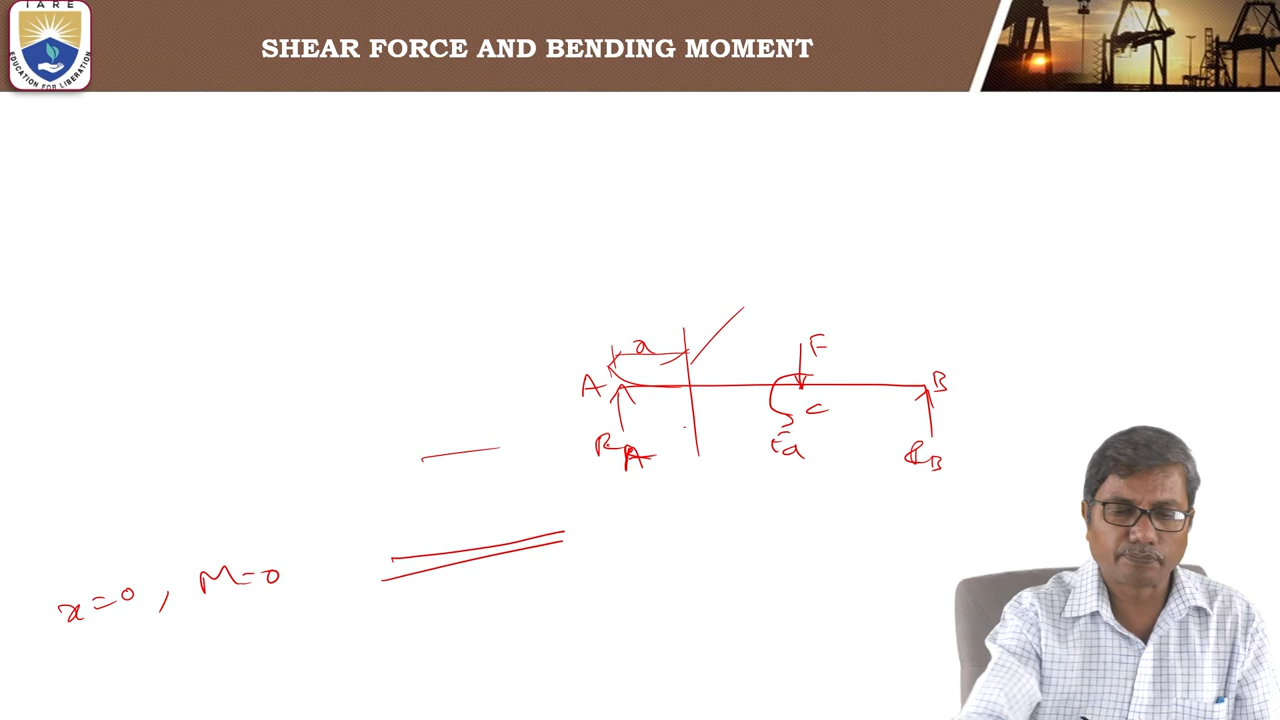 IARE
EDUCATION FOR LIBERATION
SHEAR FORCE AND BENDING MOMENT
F
a
A B
C
RA Fa RB
x=0, M=0